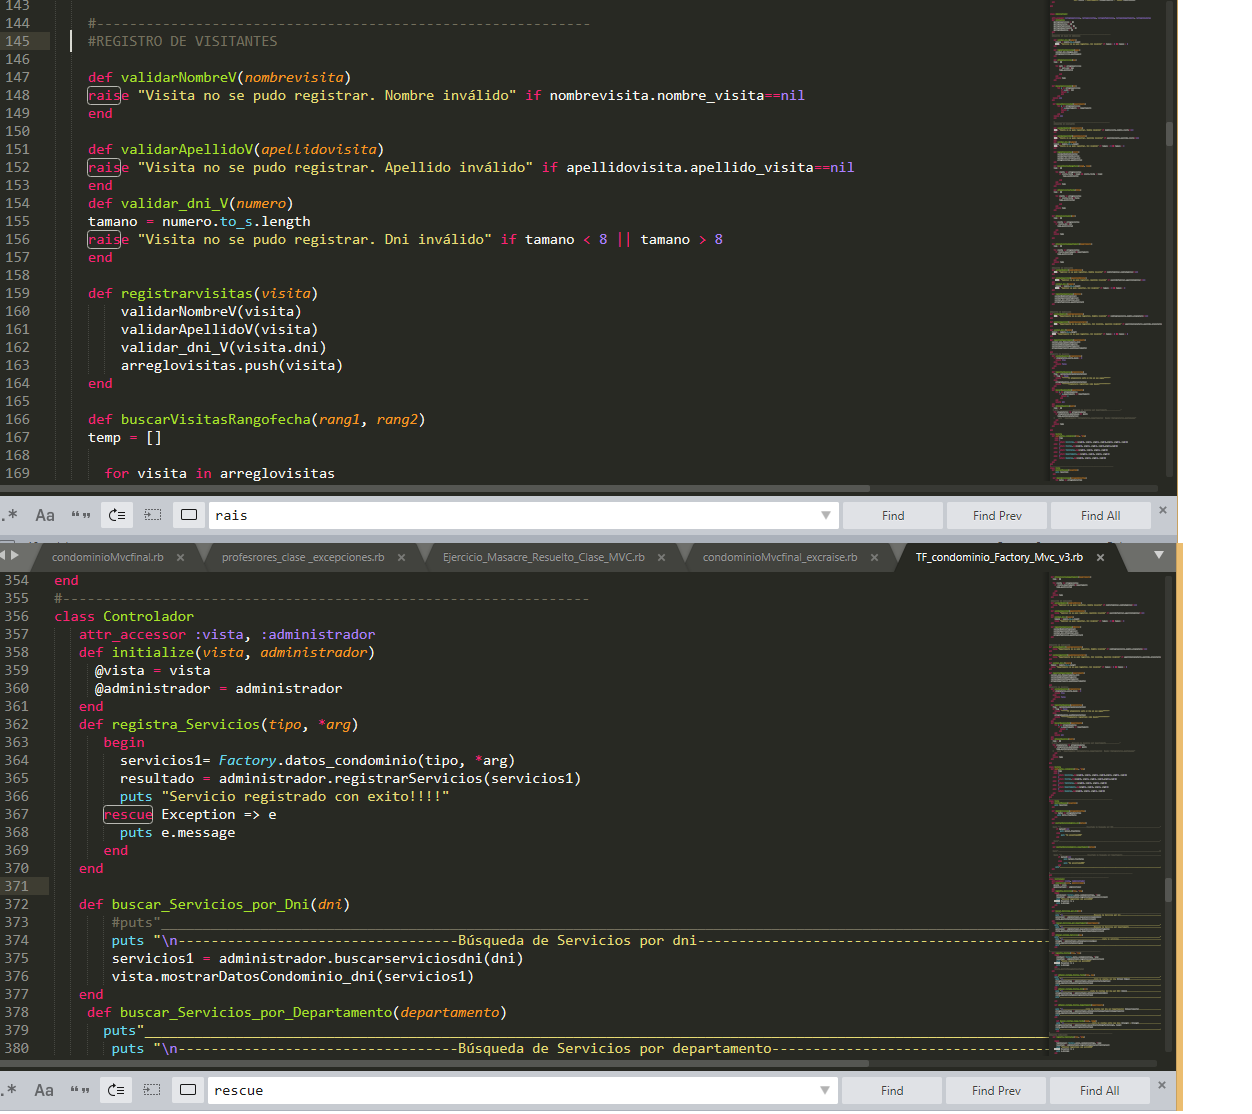 143
144 #------------------------------------------------------------
145 #REGISTRO DE VISITANTES
146
147 def validarNombreV(nombrevisita)
148 raise "Visita no se pudo registrar. Nombre inválido" if nombrevisita.nombre_visita==nil
149 end
150
151 def validarApellidoV(apellidovisita)
152 raise "Visita no se pudo registrar. Apellido inválido" if apellidovisita.apellido_visita==nil
153 end
154 def validar_dni_V(numero)
155 tamano = numero.to_s.length
156 raise "Visita no se pudo registrar. Dni inválido" if tamano < 8 || tamano > 8
157 end
158
159 def registrarvisitas(visita)
160 validarNombreV(visita)
161 validarApellidoV(visita)
162 validar_dni_V(visita.dni)
163 arreglovisitas.push(visita)
164 end
165
166 def buscarVisitasRangofecha(rang1, rang2)
167 temp = []
168
169 for visita in arreglovisitas
.* Aa “” rais Find Find Prev Find All ×
condominioMvcfinal.rb × profesrores_clase _excepciones.rb × Ejercicio_Masacre_Resuelto_Clase_MVC.rb × condominioMvcfinal_excraise.rb × TF_condominio_Factory_Mvc_v3.rb ×
354 end
355 #----------------------------------------------------------------
356 class Controlador
357 attr_accessor :vista, :administrador
358 def initialize(vista, administrador)
359 @vista = vista
360 @administrador = administrador
361 end
362 def registra_Servicios(tipo, *arg)
363 begin
364 servicios1= Factory.datos_condominio(tipo, *arg)
365 resultado = administrador.registrarServicios(servicios1)
366 puts "Servicio registrado con exito!!!!"
367 rescue Exception => e
368 puts e.message
369 end
370 end
371
372 def buscar_Servicios_por_Dni(dni)
373 #puts"____________________________________________________________
374 puts "\n----------------------------------Búsqueda de Servicios por dni-------------------------------------------
375 servicios1 = administrador.buscarserviciosdni(dni)
376 vista.mostrarDatosCondominio_dni(servicios1)
377 end
378 def buscar_Servicios_por_Departamento(departamento)
379 puts"____________________________________________________________
380 puts "\n----------------------------------Búsqueda de Servicios por departamento----------------------------------
.* Aa “” rescue Find Find Prev Find All ×